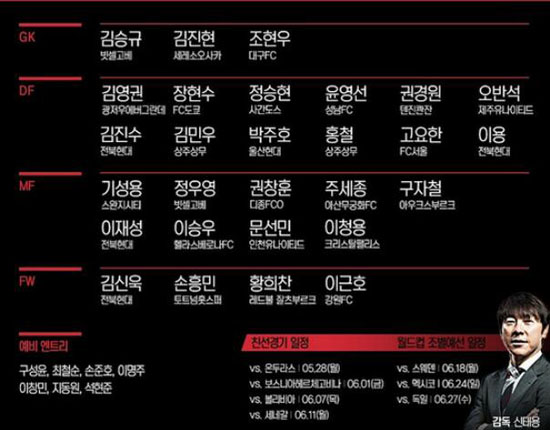 GK
김승규 김진현 조현우
빗셀고베 세레소오사카 대구FC
DF
김영권 장현수 정승현 윤영선 권경원 오반석
광저우에버그란데 FC도쿄 사간도스 성남FC 톈진콴잔 제주유나이티드
김진수 김민우 박주호 홍철 고요한 이용
전북현대 상주상무 울산현대 상주상무 FC서울 전북현대
MF
기성용 정우영 권창훈 주세종 구자철
스완지시티 빗셀고베 디종FCO 아산무궁화FC 아우크스부르크
이재성 이승우 문선민 이청용
전북현대 헬라스베로나FC 인천유나이티드 크리스탈팰리스
FW
김신욱 손흥민 황희찬 이근호
전북현대 토트넘홋스퍼 레드불 잘츠부르크 강원FC
예비 엔트리
구성윤, 최철순, 손준호, 이명주
이창민, 지동원, 석현준
친선경기 일정
vs. 온두라스 | 05.28(월)
vs. 보스니아헤르체고비나 | 06.01(금)
vs. 볼리비아 | 06.07(목)
vs. 세네갈 | 06.11(월)
월드컵 조별예선 일정
vs. 스웨덴 | 06.18(월)
vs. 멕시코 | 06.24(일)
vs. 독일 | 06.27(수)
감독 신태용